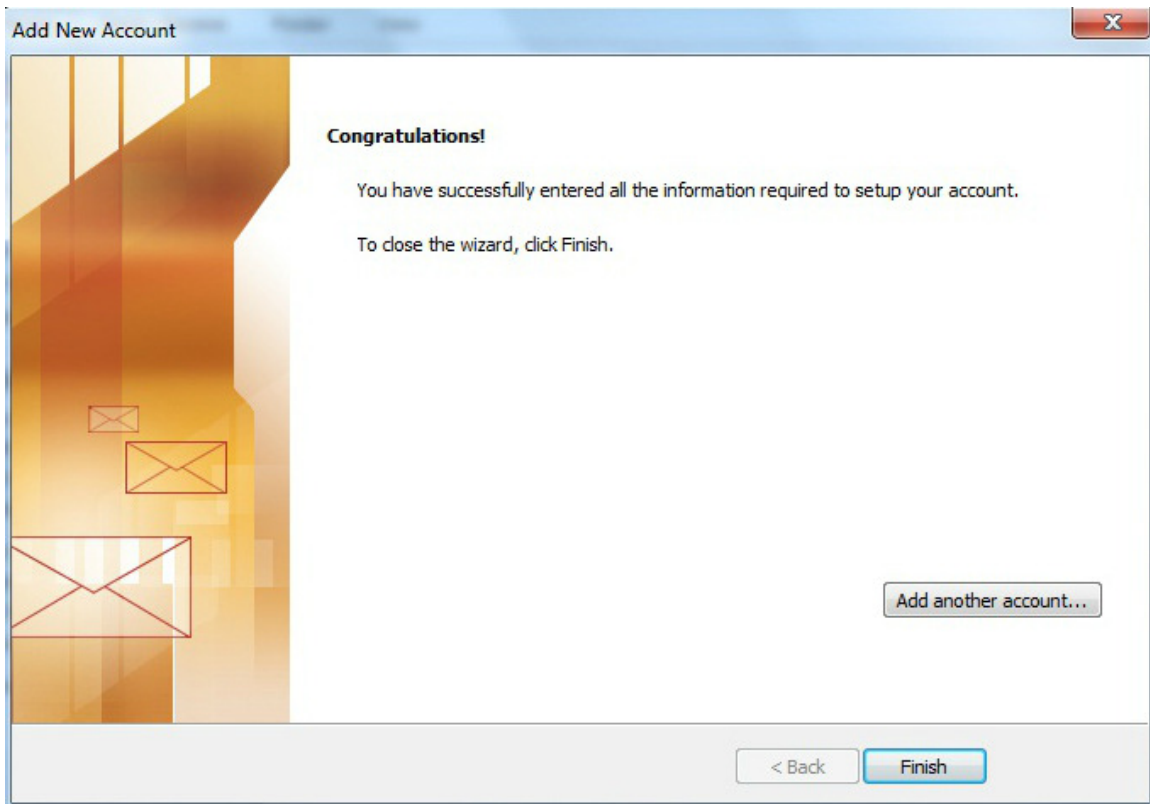 Add New Account
Congratulations!
You have successfully entered all the information required to setup your account.
To close the wizard, click Finish.
Add another account...
< Back
Finish